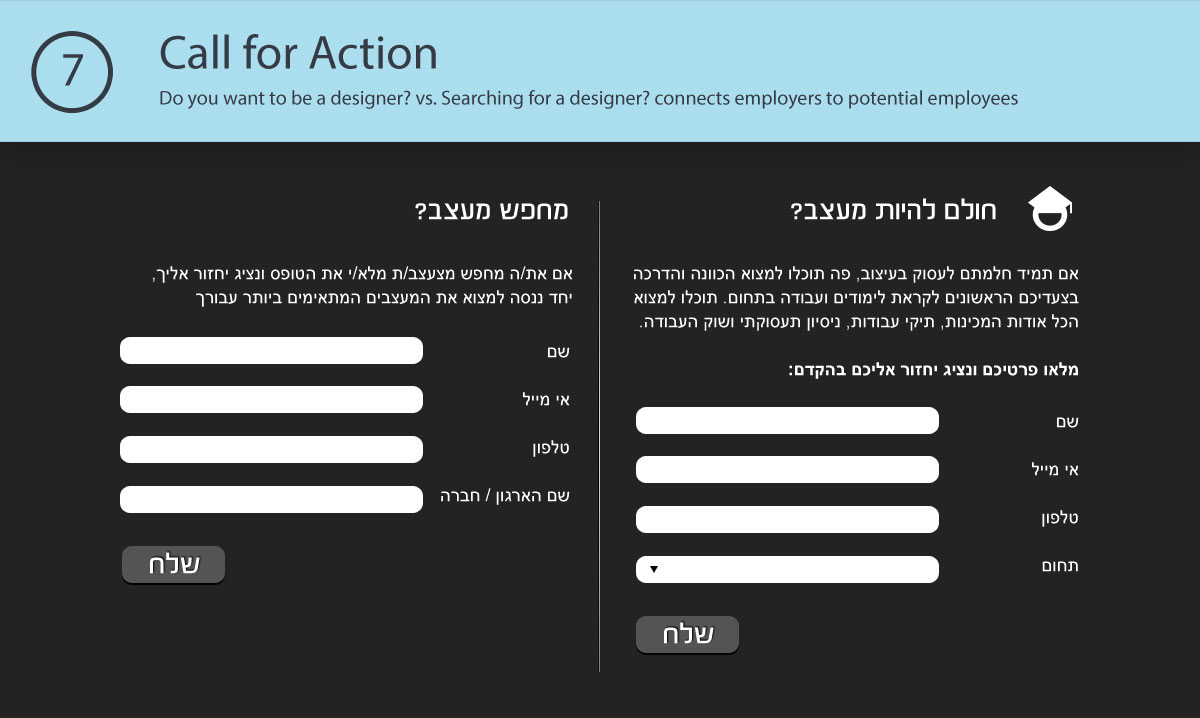 7
Call for Action
Do you want to be a designer? vs. Searching for a designer? connects employers to potential employees
חולם להיות מעצב?
אם תמיד חלמתם לעסוק בעיצוב, פה תוכלו למצוא הכוונה והדרכה
בצעדיכם הראשונים לקראת לימודים ועבודה בתחום. תוכלו למצוא
הכל אודות המכינות, תיקי עבודות, ניסיון תעסוקתי ושוק העבודה.
מלאו פרטיכם ונציג יחזור אליכם בהקדם:
שם
אי מייל
טלפון
תחום
שלח
מחפש מעצב?
אם את/ה מחפש מצעצב/ת מלא/י את הטופס ונציג יחזור אליך,
יחד ננסה למצוא את המעצבים המתאימים ביותר עבורך
שם
אי מייל
טלפון
שם הארגון / חברה
שלח